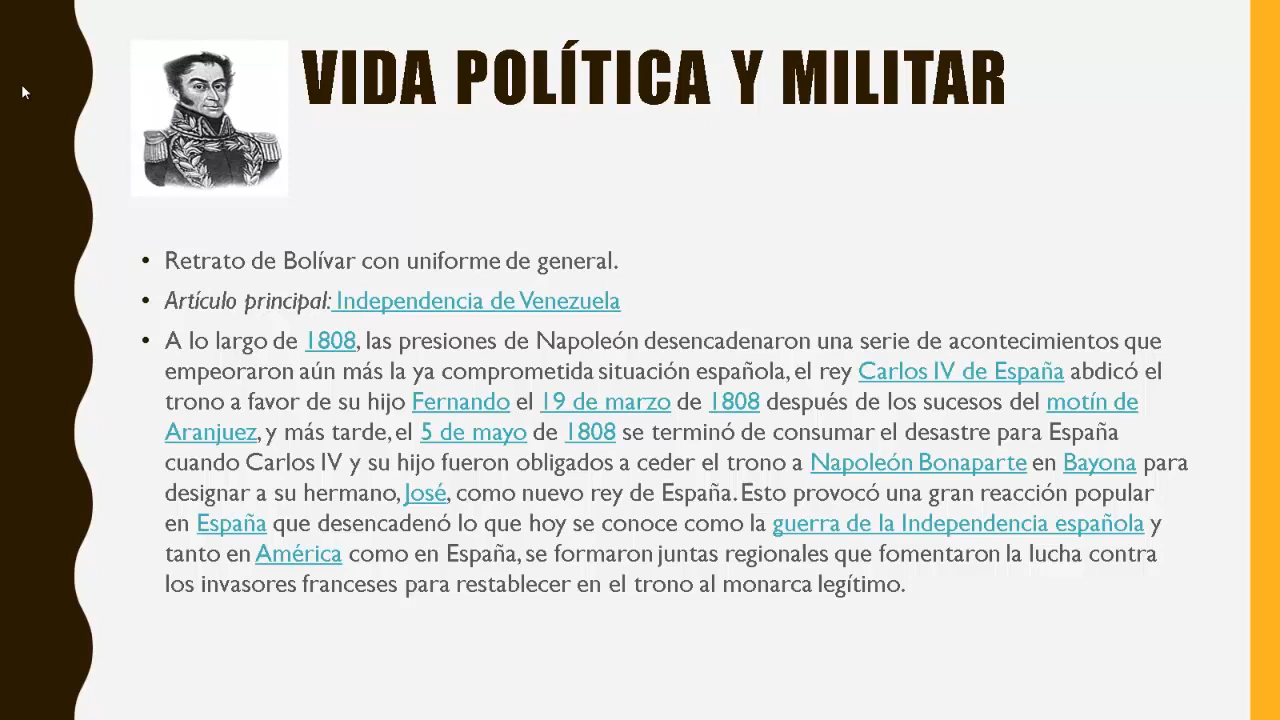 VIDA POLÍTICA Y MILITAR
• Retrato de Bolívar con uniforme de general.
• Artículo principal: Independencia de Venezuela
• A lo largo de 1808, las presiones de Napoleón desencadenaron una serie de acontecimientos que
empeoraron aún más la ya comprometida situación española, el rey Carlos IV de España abdicó el
trono a favor de su hijo Fernando el 19 de marzo de 1808 después de los sucesos del motín de
Aranjuez, y más tarde, el 5 de mayo de 1808 se terminó de consumar el desastre para España
cuando Carlos IV y su hijo fueron obligados a ceder el trono a Napoleón Bonaparte en Bayona para
designar a su hermano, José, como nuevo rey de España. Esto provocó una gran reacción popular
en España que desencadenó lo que hoy se conoce como la guerra de la Independencia española y
tanto en América como en España, se formaron juntas regionales que fomentaron la lucha contra
los invasores franceses para restablecer en el trono al monarca legítimo.